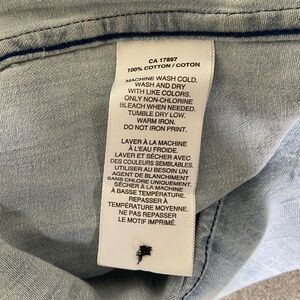 CA 17897
100% COTTON / COTON
MACHINE WASH COLD.
WASH AND DRY
WITH LIKE COLORS.
ONLY NON-CHLORINE
BLEACH WHEN NEEDED.
TUMBLE DRY LOW.
WARM IRON.
DO NOT IRON PRINT.
LAVER À LA MACHINE
À L'EAU FROIDE.
LAVER ET SÉCHER AVEC
DES COULEURS SEMBLABLES.
UTILISER AU BESOIN UN
AGENT DE BLANCHIMENT
SANS CHLORE UNIQUEMENT.
SÉCHER À LA MACHINE
À BASSE TEMPÉRATURE.
REPASSER À
TEMPÉRATURE MOYENNE.
NE PAS REPASSER
LE MOTIF IMPRIMÉ.